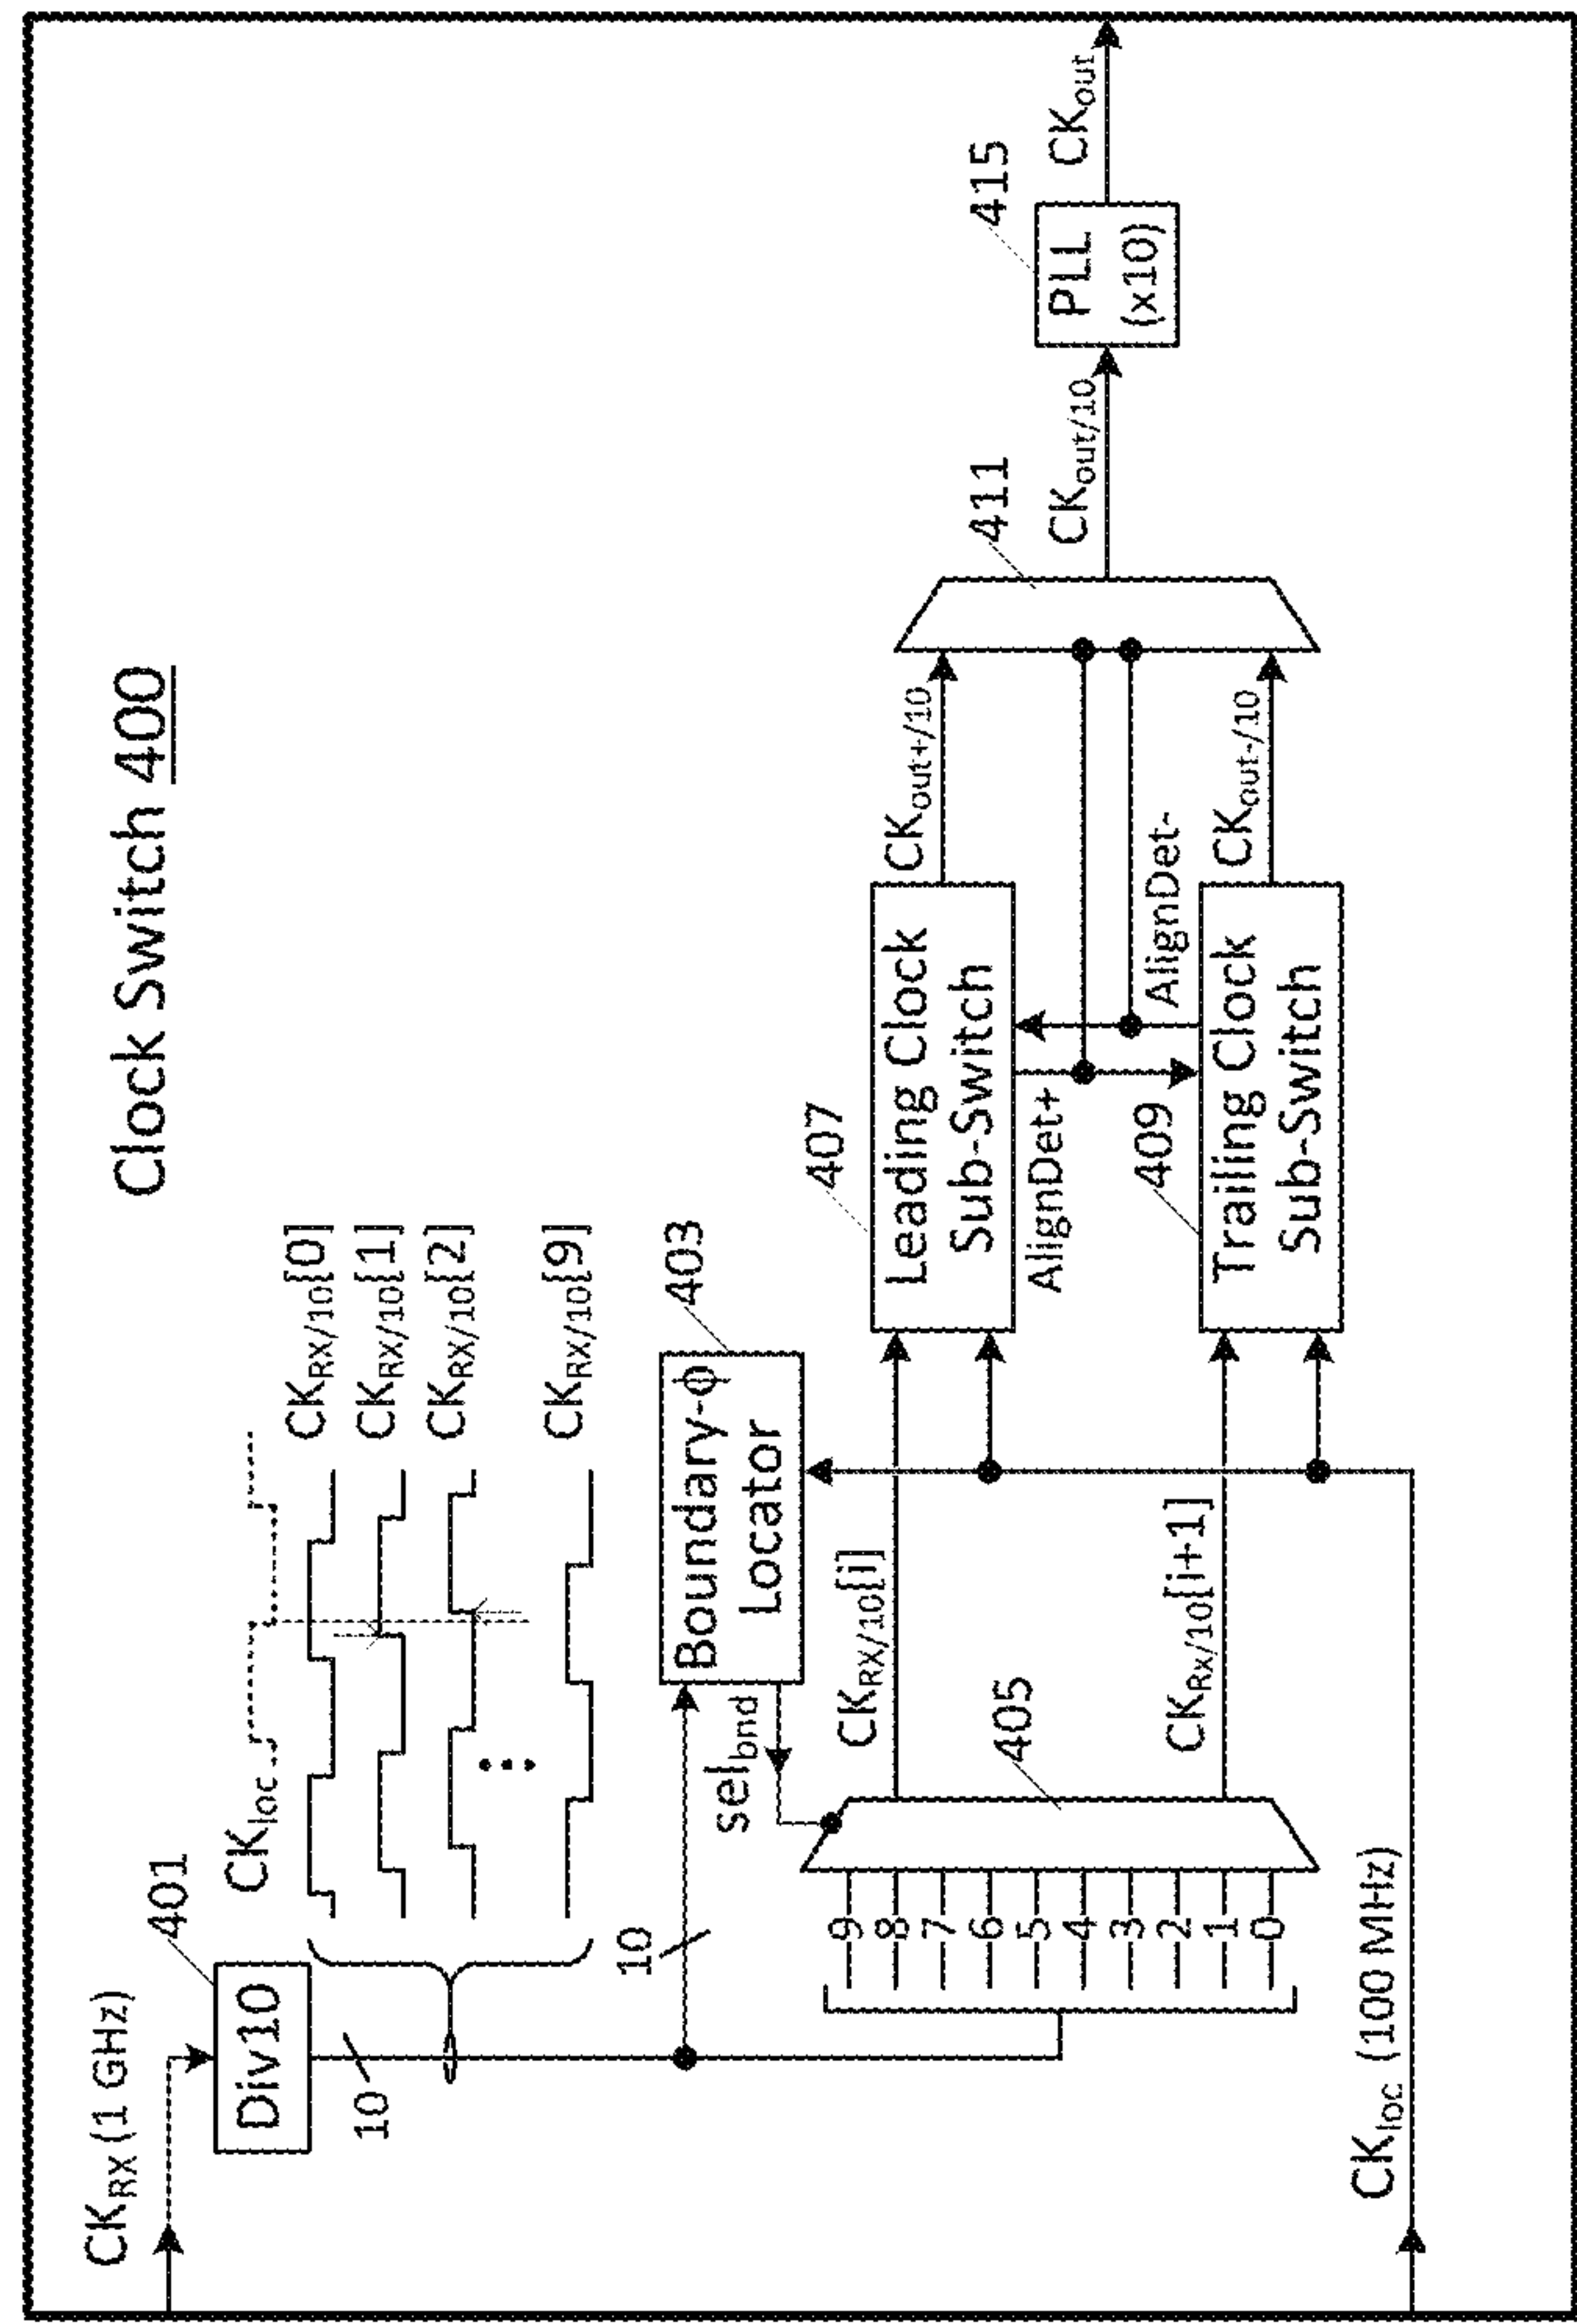 Clock Switch 400
CKRX (1 GHz)
401
Div10
10
CKloc
CKRX/10[0]
CKRX/10[1]
CKRX/10[2]
CKRX/10[9]
10
403
Boundary-ϕ
Locator
selbnd
9
8
7
6
5
4
3
2
1
0
405
CKRX/10[i]
CKRx/10[i+1]
CKloc (100 MHz)
407
Leading Clock
Sub-Switch
AlignDet+
AlignDet-
409
Trailing Clock
Sub-Switch
CKout+/10
CKout-/10
411
CKout/10
415
PLL
(x10)
CKout